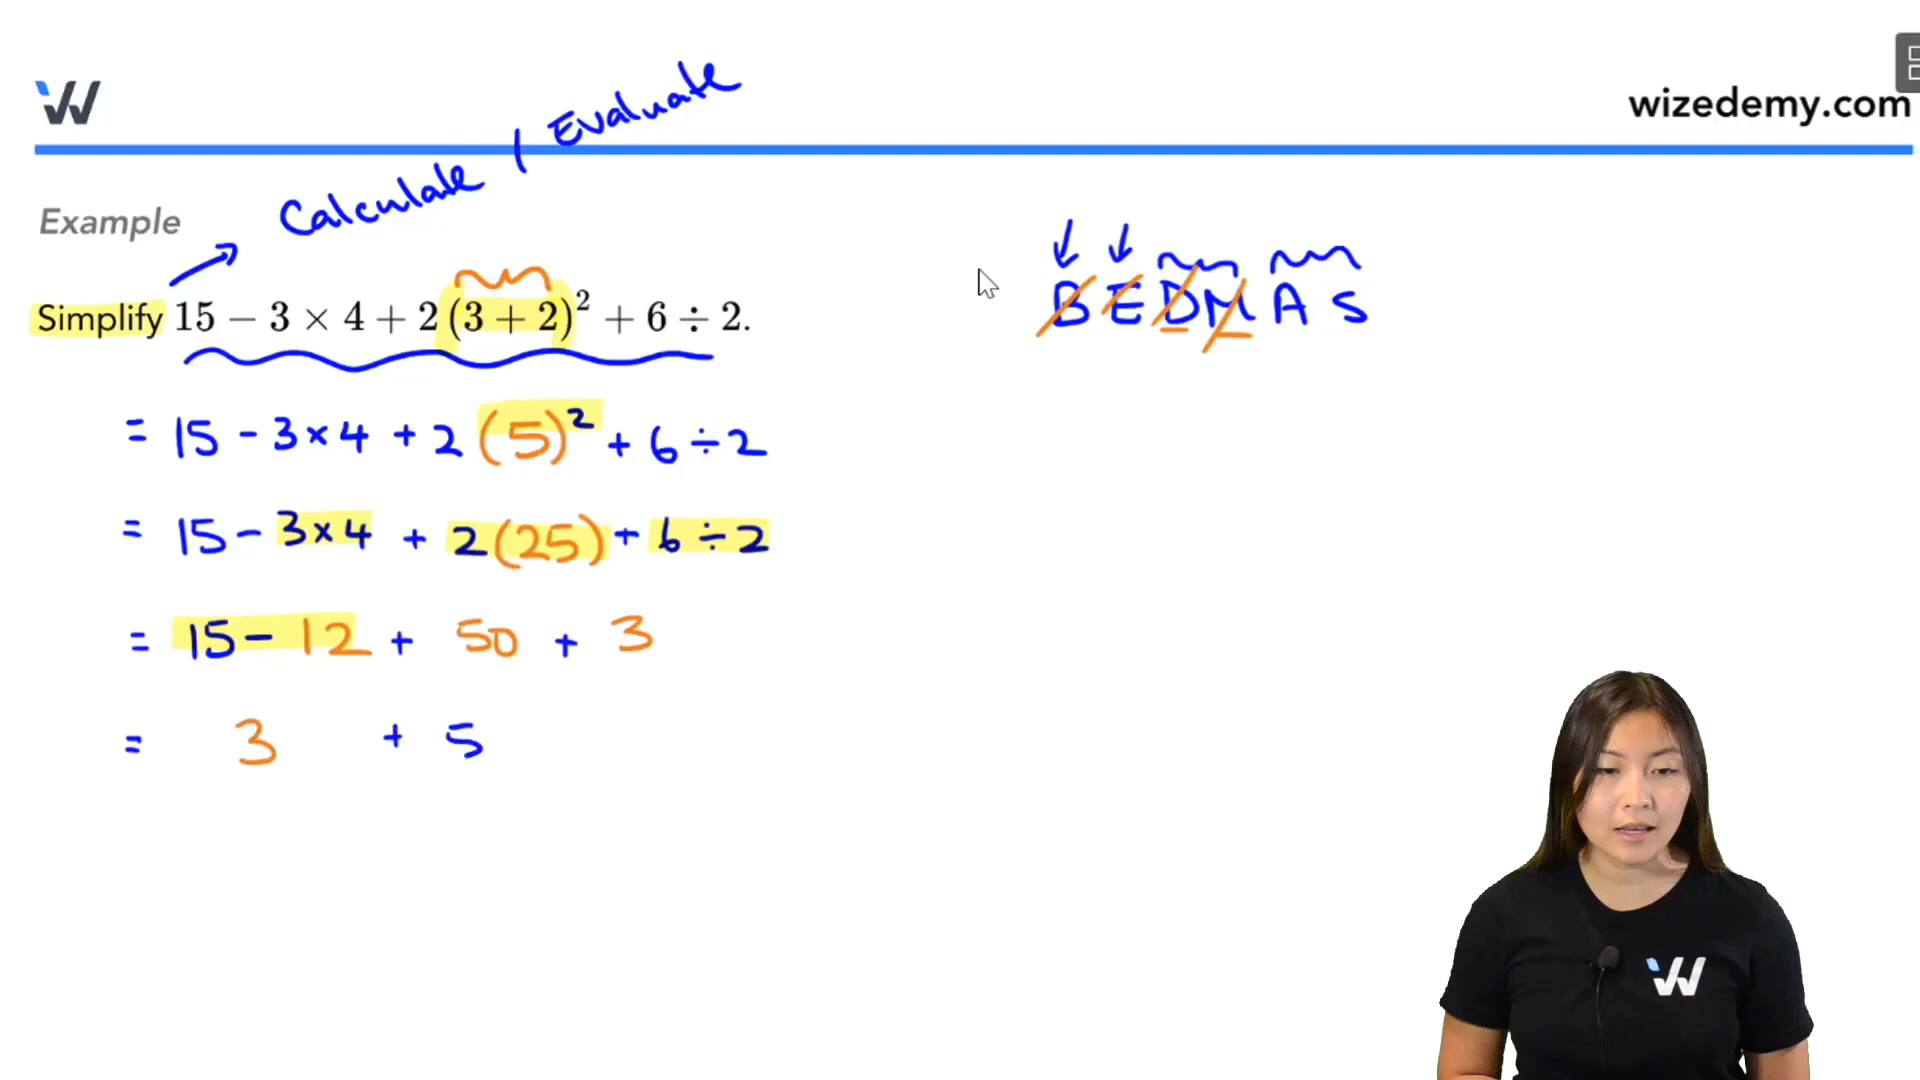 Calculate / Evaluate
W
wizedemy.com
Example
Simplify 15 − 3 × 4 + 2 (3 + 2)² + 6 ÷ 2.
B E D M A S
= 15 - 3 × 4 + 2 (5)² + 6 ÷ 2
= 15 - 3 × 4 + 2 (25) + 6 ÷ 2
= 15 - 12 + 50 + 3
= 3 + 5
W